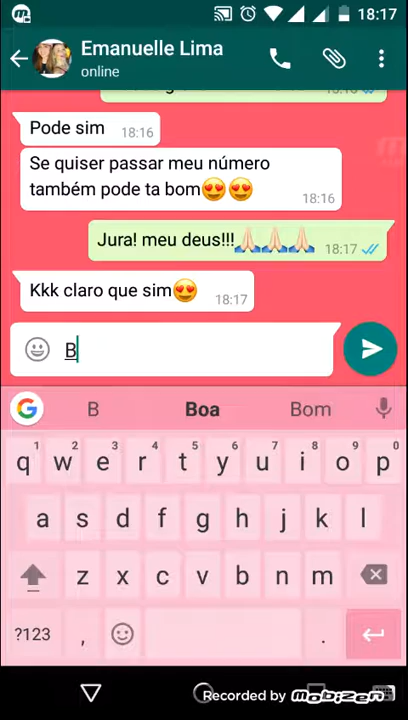 18:17
Emanuelle Lima
online
Pode sim 18:16
Se quiser passar meu número
também pode ta bom😍😍
18:16
Jura! meu deus!!!🙏🏻🙏🏻🙏🏻 18:17
Kkk claro que sim😍 18:17
B
G B Boa Bom
1 2 3 4 5 6 7 8 9 0
q w e r t y u i o p
a s d f g h j k l
z x c v b n m
?123 , .
Recorded by mobizen